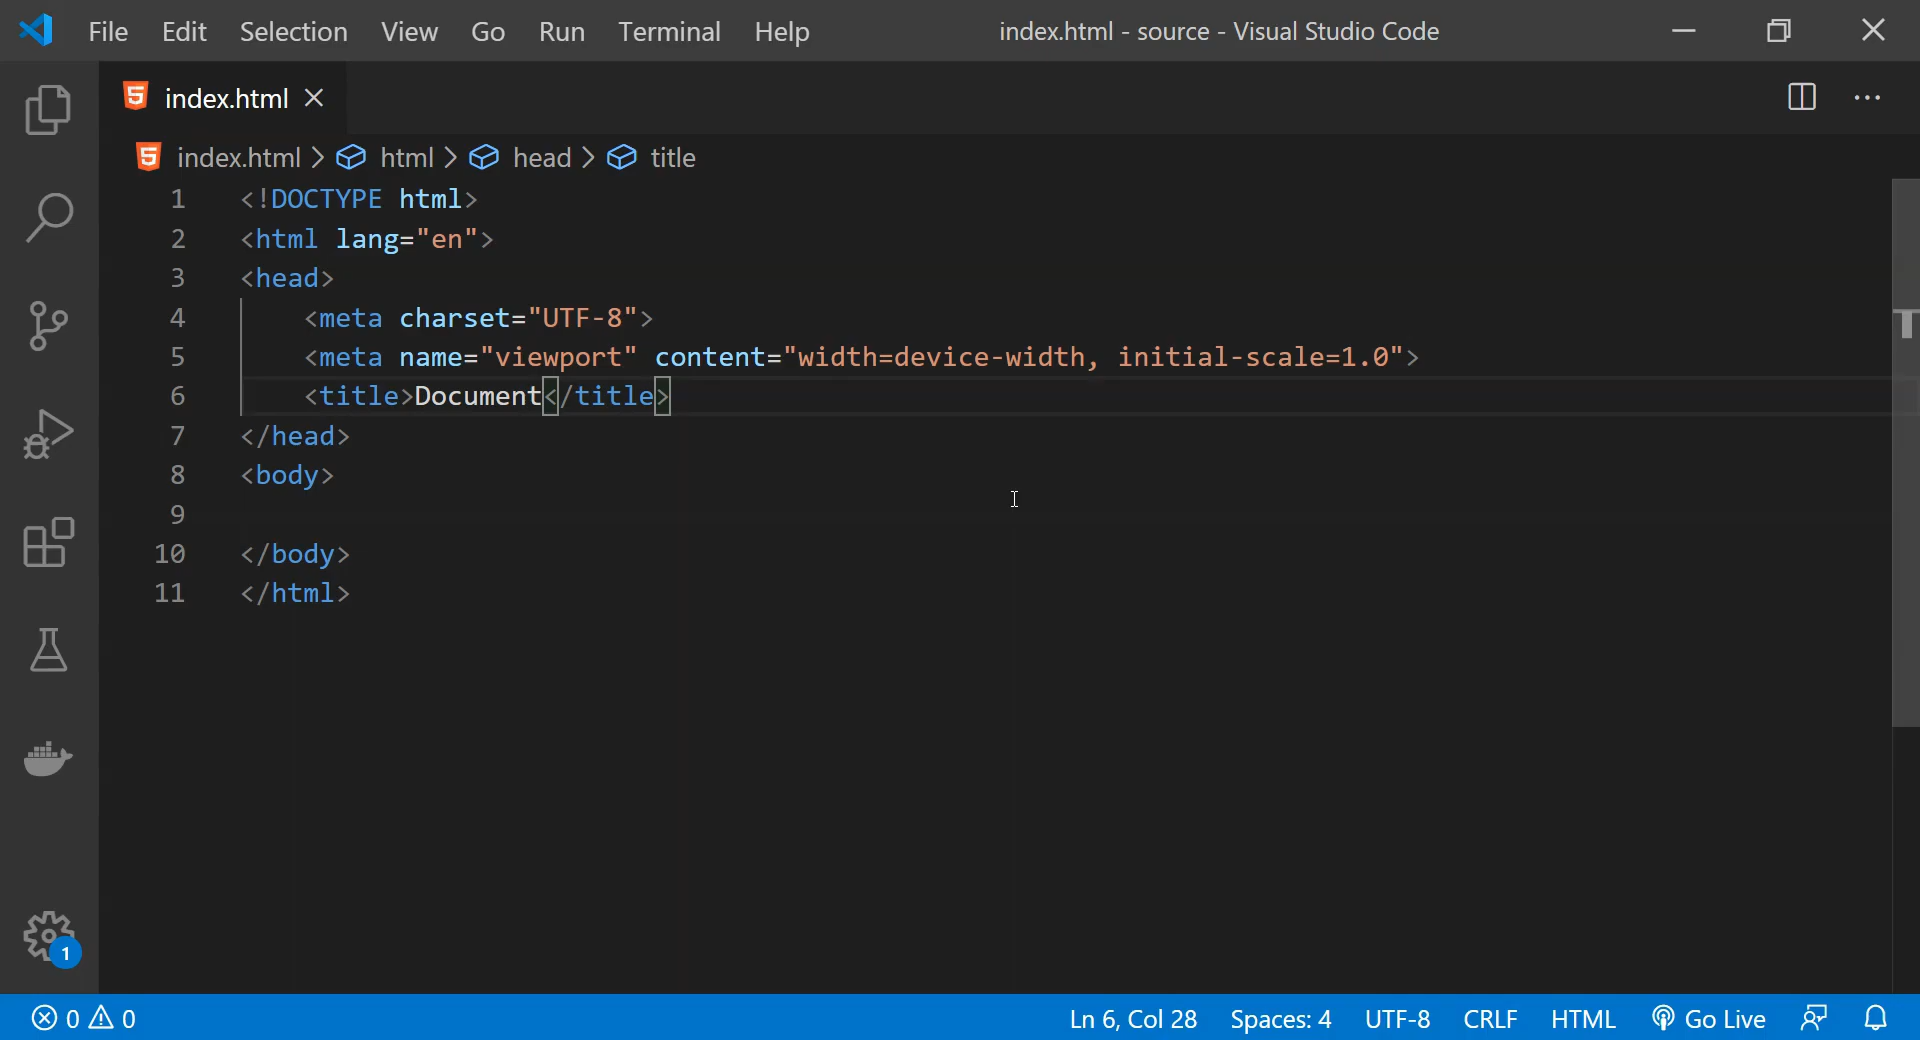 File Edit Selection View Go Run Terminal Help index.html - source - Visual Studio Code
index.html
index.html > html > head > title
1 <!DOCTYPE html>
2 <html lang="en">
3 <head>
4     <meta charset="UTF-8">
5     <meta name="viewport" content="width=device-width, initial-scale=1.0">
6     <title>Document</title>
7 </head>
8 <body>
9
10 </body>
11 </html>
1
0 0 Ln 6, Col 28 Spaces: 4 UTF-8 CRLF HTML Go Live